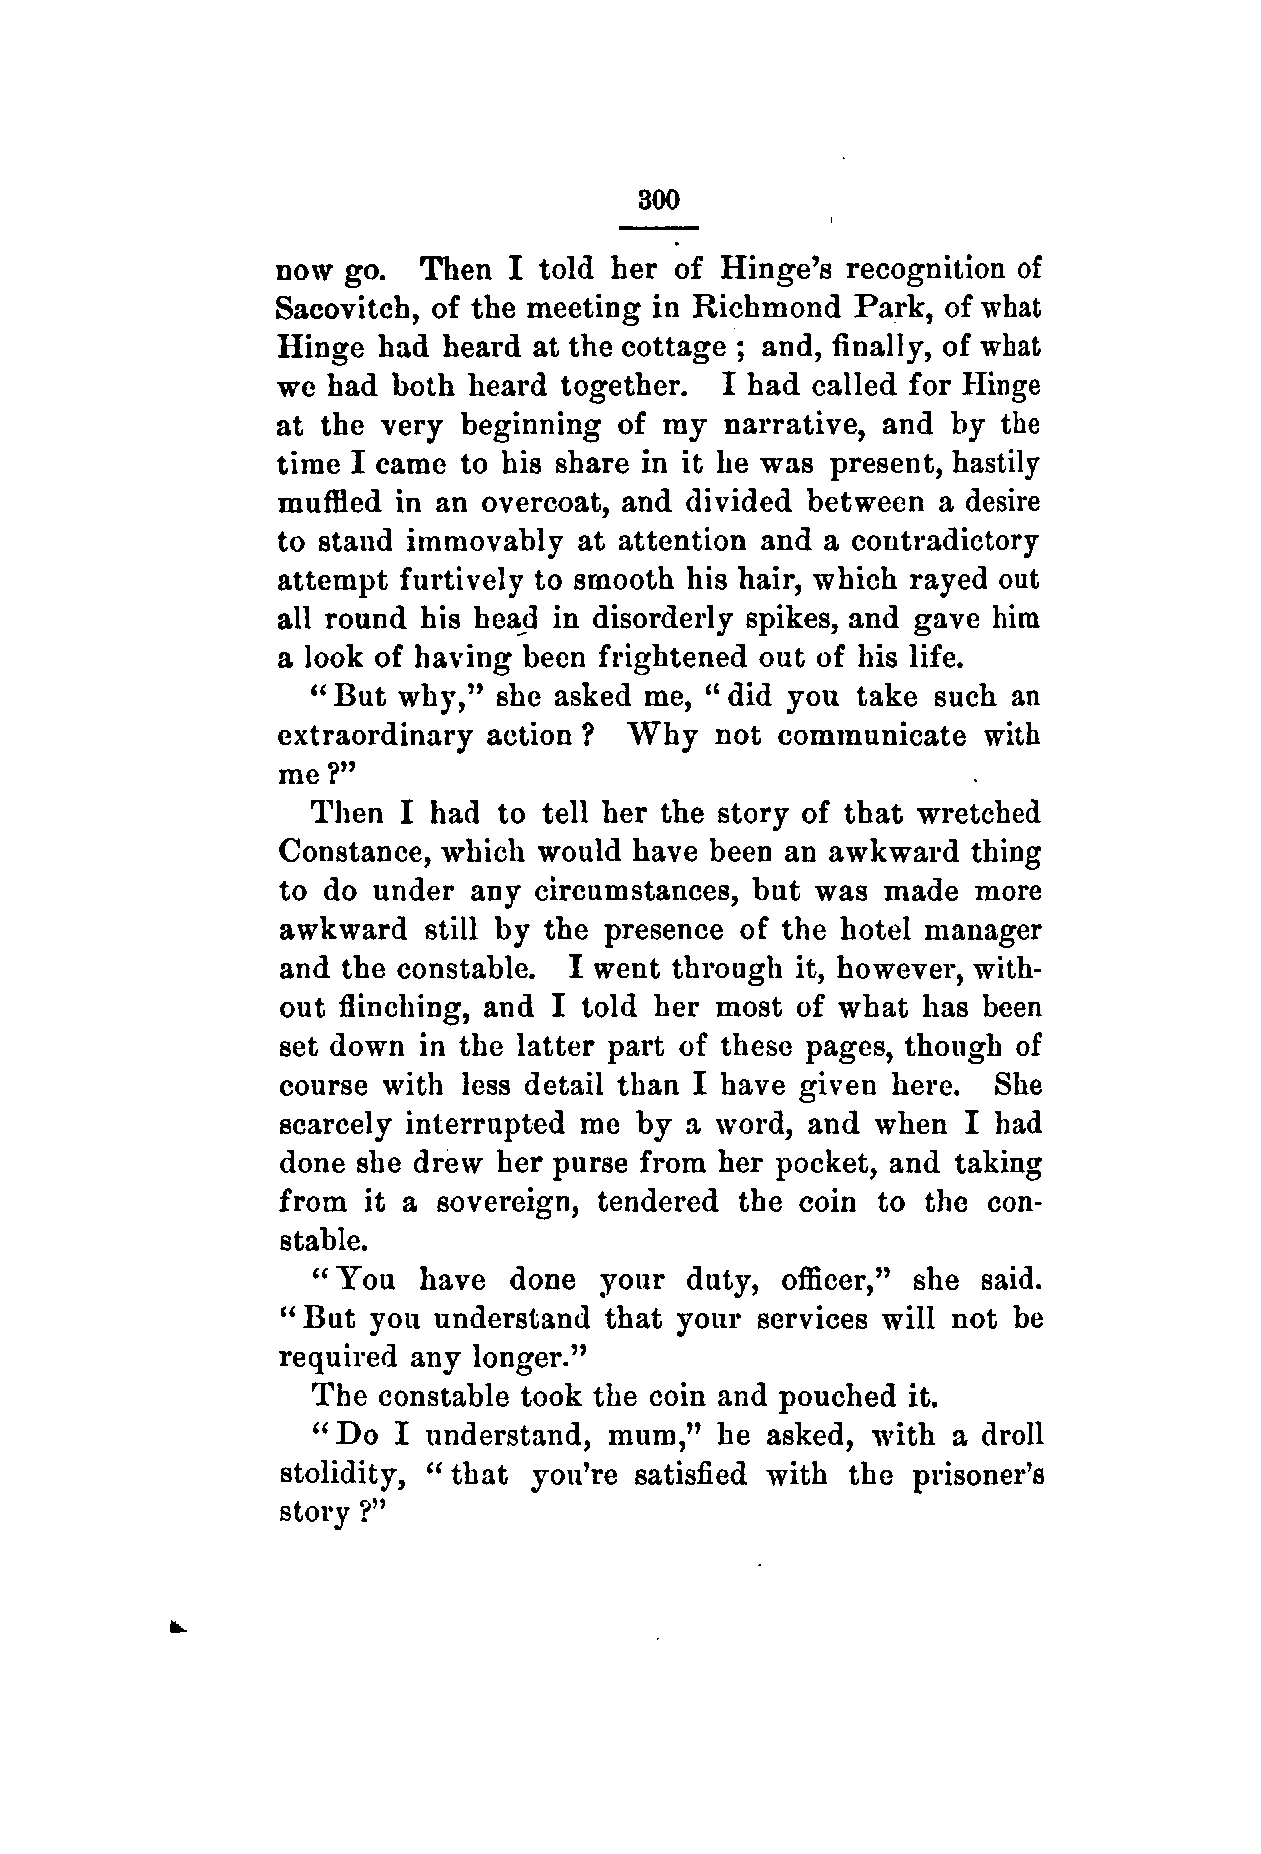 300
now go. Then I told her of Hinge's recognition of
Sacovitch, of the meeting in Richmond Park, of what
Hinge had heard at the cottage ; and, finally, of what
we had both heard together. I had called for Hinge
at the very beginning of my narrative, and by the
time I came to his share in it he was present, hastily
muffled in an overcoat, and divided between a desire
to stand immovably at attention and a contradictory
attempt furtively to smooth his hair, which rayed out
all round his head in disorderly spikes, and gave him
a look of having been frightened out of his life.
“ But why,” she asked me, “ did you take such an
extraordinary action ? Why not communicate with
me ?”
Then I had to tell her the story of that wretched
Constance, which would have been an awkward thing
to do under any circumstances, but was made more
awkward still by the presence of the hotel manager
and the constable. I went through it, however, with-
out flinching, and I told her most of what has been
set down in the latter part of these pages, though of
course with less detail than I have given here. She
scarcely interrupted me by a word, and when I had
done she drew her purse from her pocket, and taking
from it a sovereign, tendered the coin to the con-
stable.
“ You have done your duty, officer,” she said.
“ But you understand that your services will not be
required any longer.”
The constable took the coin and pouched it.
“ Do I understand, mum,” he asked, with a droll
stolidity, “ that you're satisfied with the prisoner's
story ?”